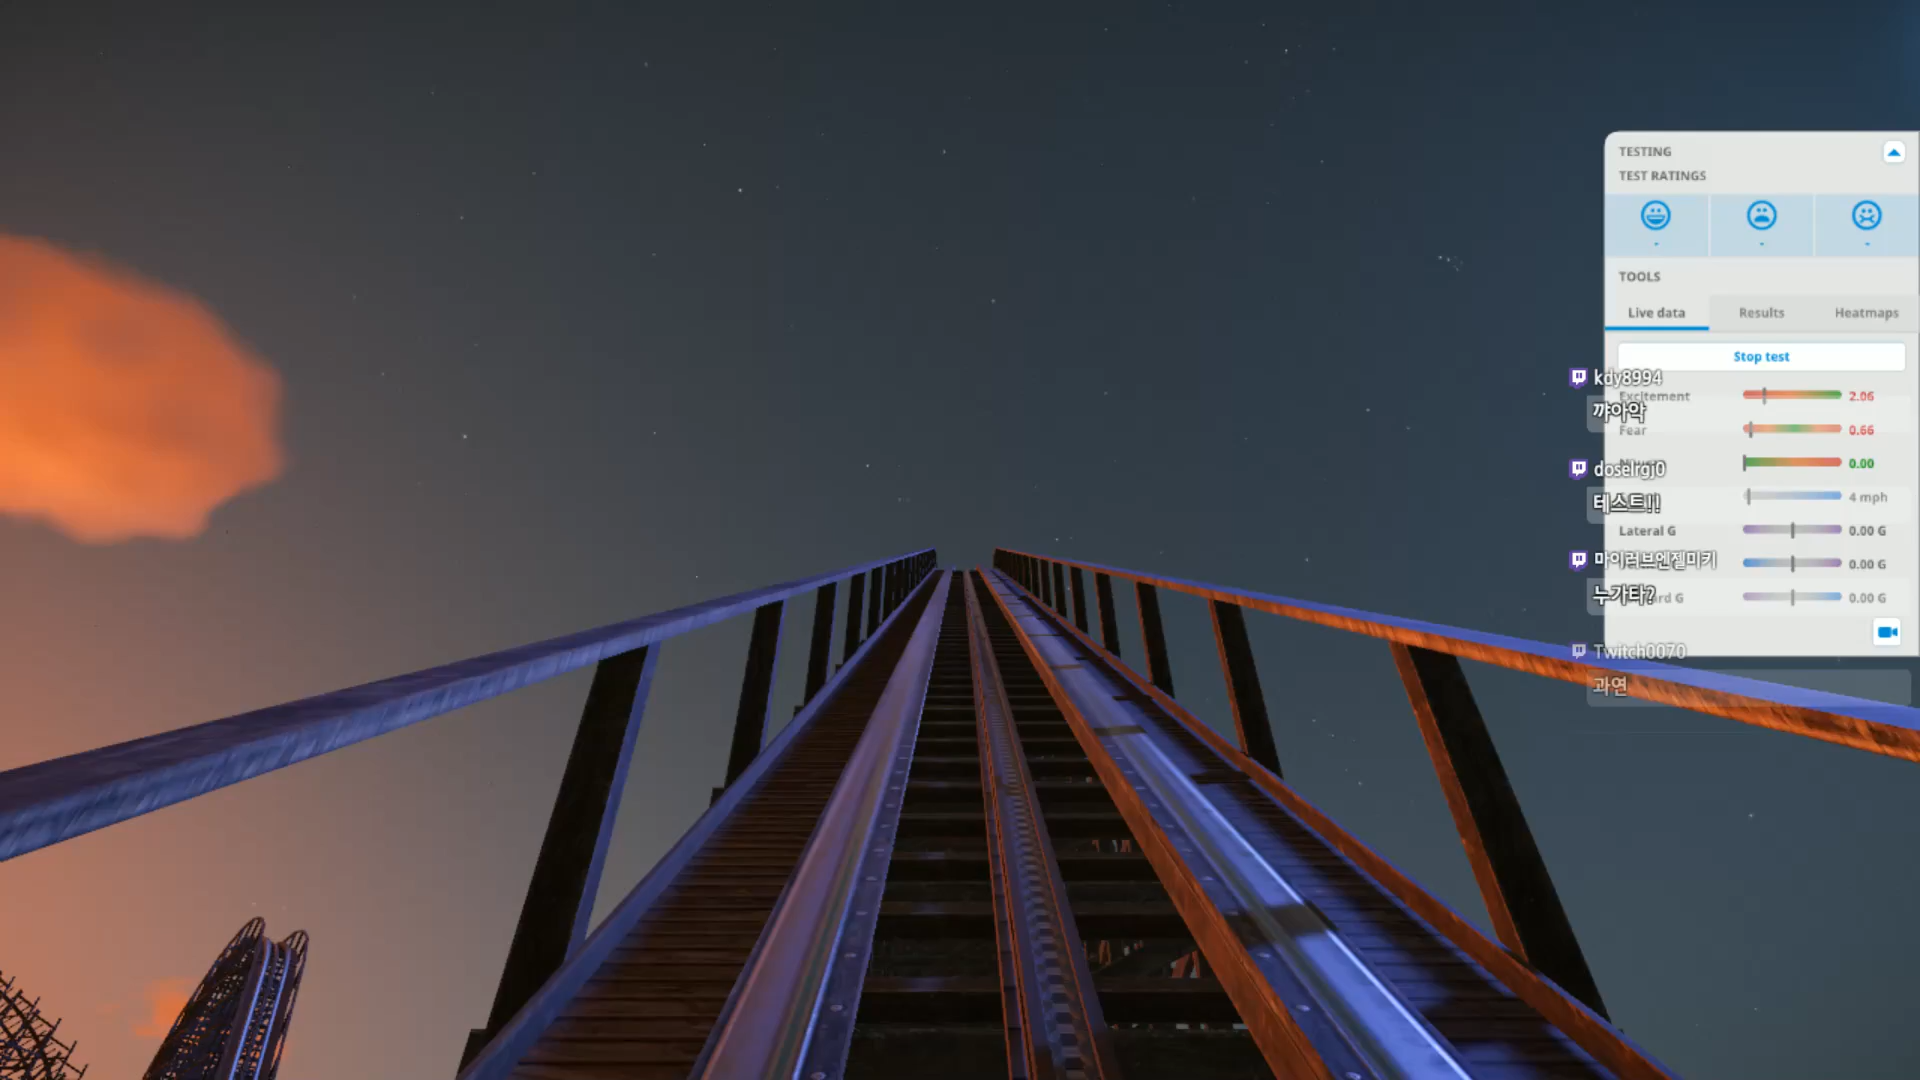 TESTING
TEST RATINGS
-
-
-
TOOLS
Live data
Results
Heatmaps
Stop test
kdy8994
Excitement
2.06
꺄아악
Fear
0.66
doselrgj0
0.00
테스트!!
4 mph
Lateral G
0.00 G
마이러브엔젤미키
0.00 G
누가타?
G
0.00 G
Twitch0070
과연